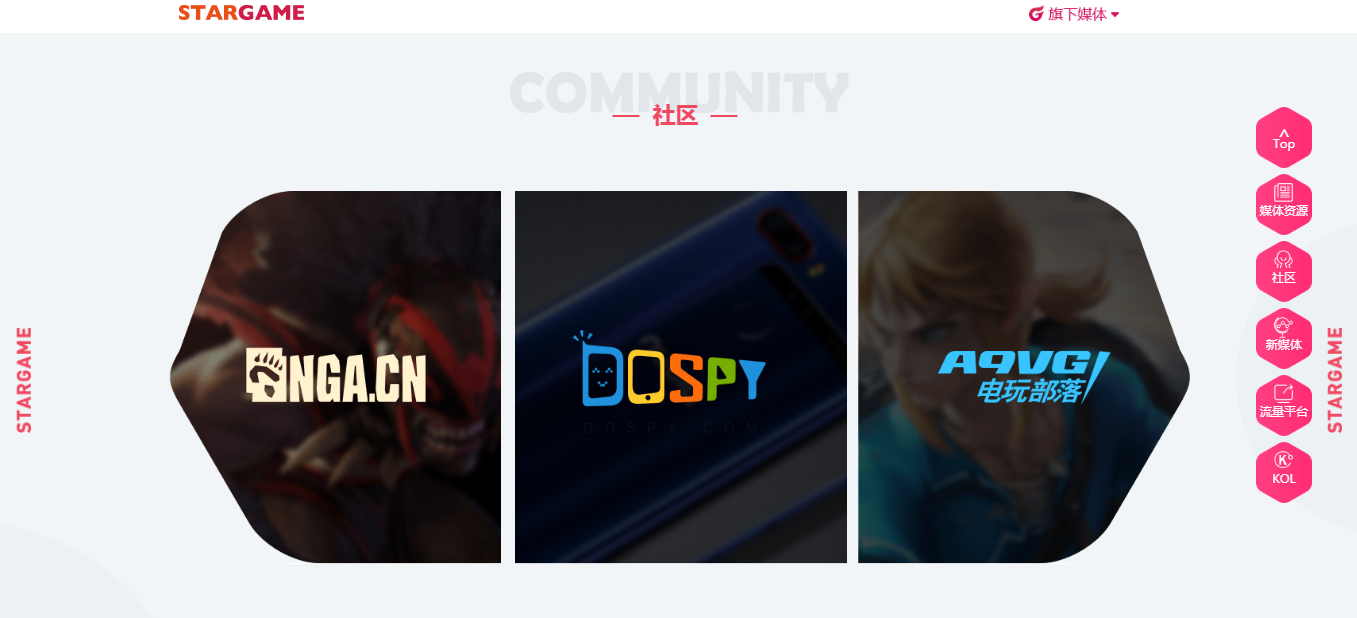 STARGAME
旗下媒体
COMMUNITY
社区
NGA.CN
DOSPY
DOSPY.COM
A9VG
电玩部落
STARGAME
STARGAME
^
Top
媒体资源
社区
新媒体
流量平台
K
KOL